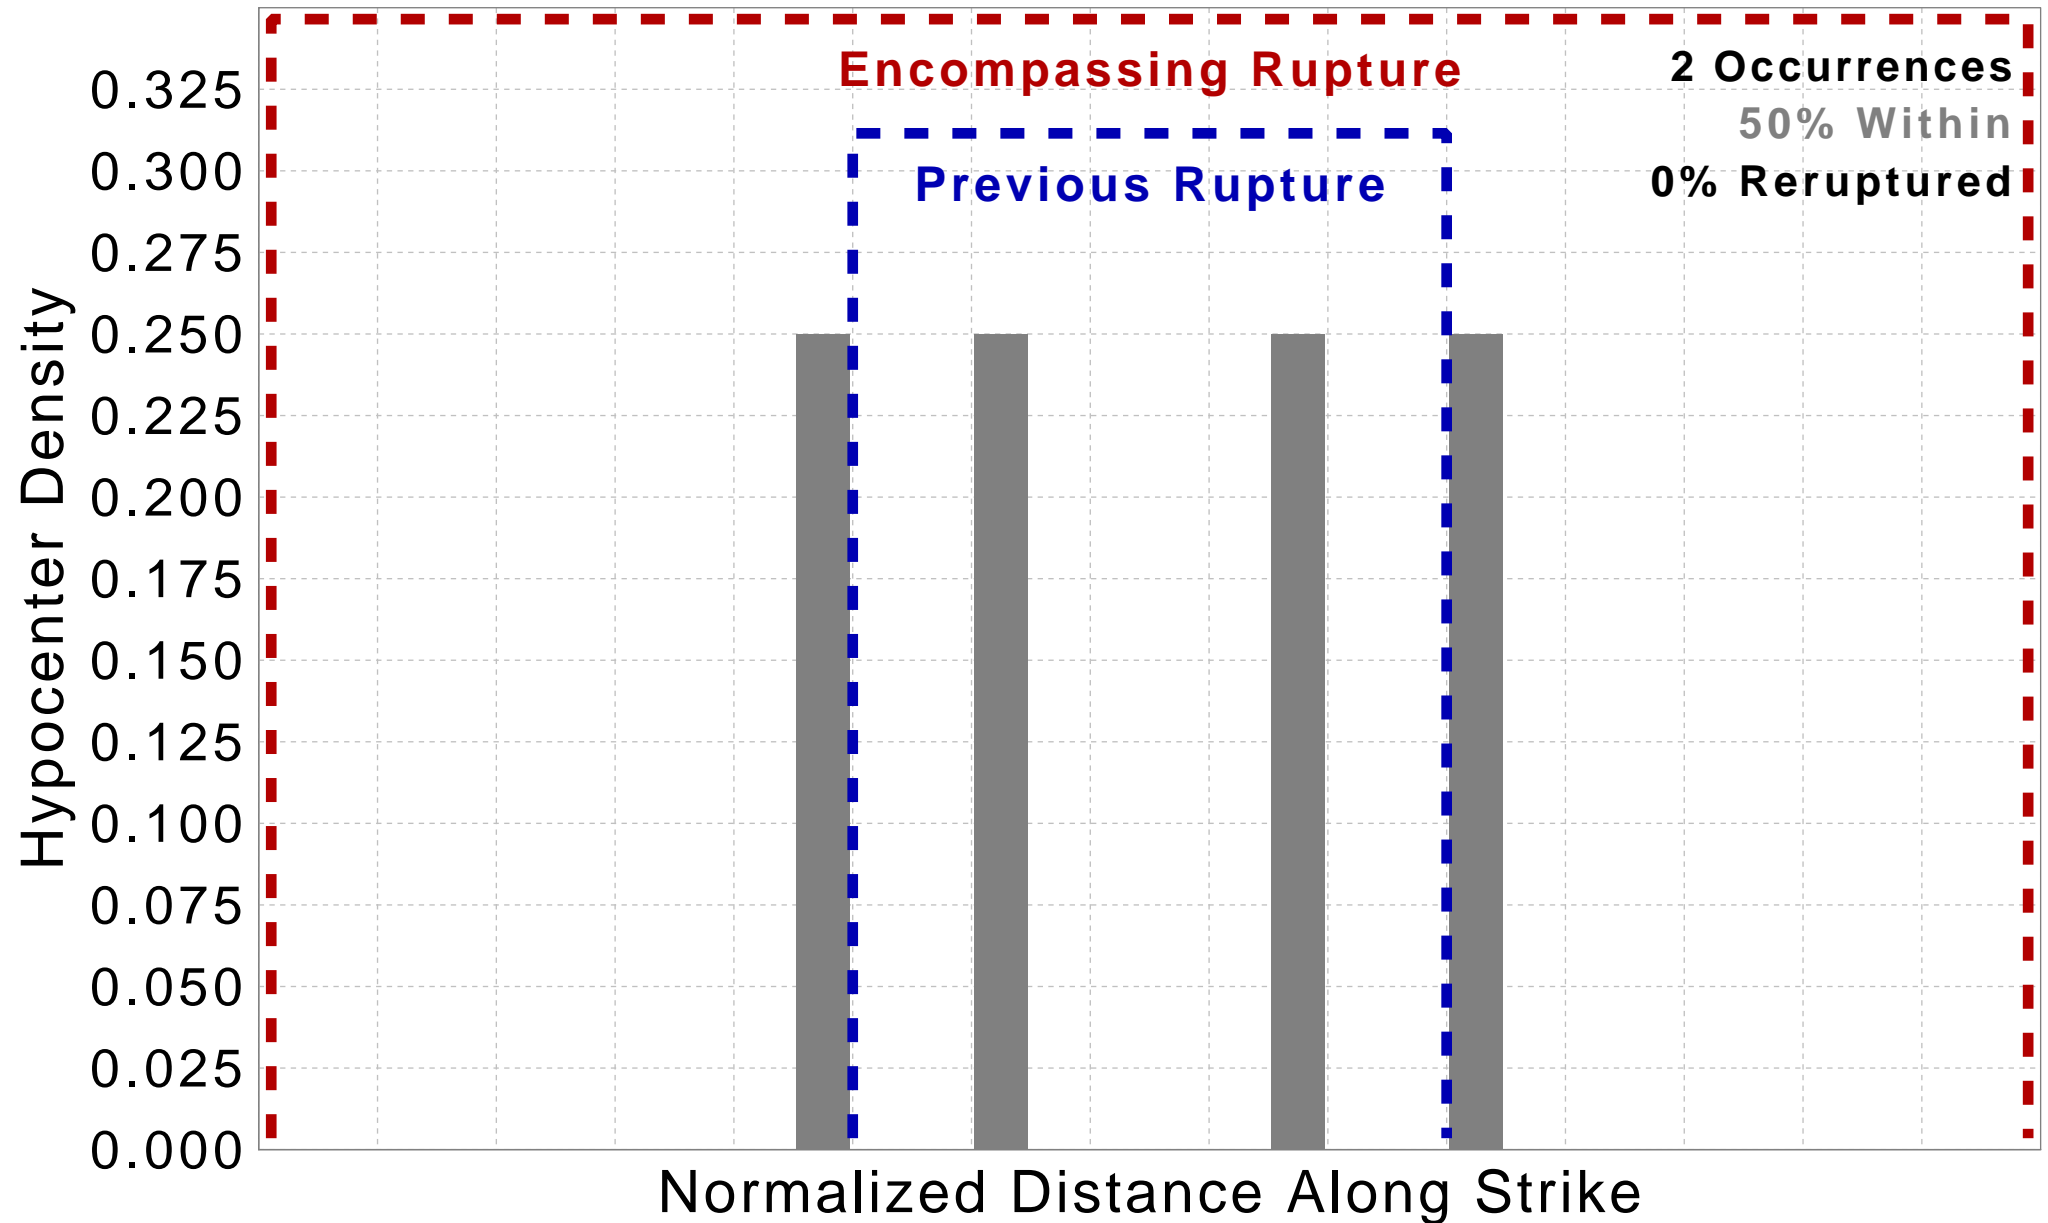 Encompassing Rupture
2 Occurrences
50% Within
0% Reruptured
Previous Rupture
Hypocenter Density
0.325
0.300
0.275
0.250
0.225
0.200
0.175
0.150
0.125
0.100
0.075
0.050
0.025
0.000
Normalized Distance Along Strike